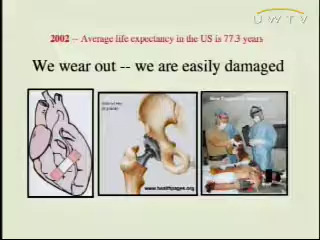 UWTV
2002 -- Average life expectancy in the US is 77.3 years
We wear out -- we are easily damaged
www.healthpages.org